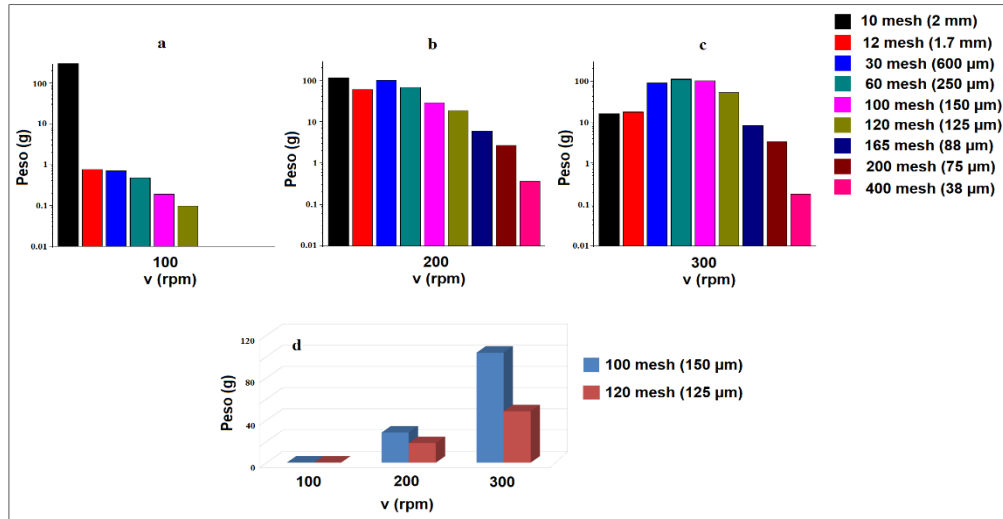 a
100
10
1
0.1
0.01
Peso (g)
100
v (rpm)
b
100
10
1
0.1
0.01
Peso (g)
200
v (rpm)
c
100
10
1
0.1
0.01
Peso (g)
300
v (rpm)
10 mesh (2 mm)
12 mesh (1.7 mm)
30 mesh (600 µm)
60 mesh (250 µm)
100 mesh (150 µm)
120 mesh (125 µm)
165 mesh (88 µm)
200 mesh (75 µm)
400 mesh (38 µm)
d
120
80
40
0
Peso (g)
100 200 300
v (rpm)
100 mesh (150 µm)
120 mesh (125 µm)